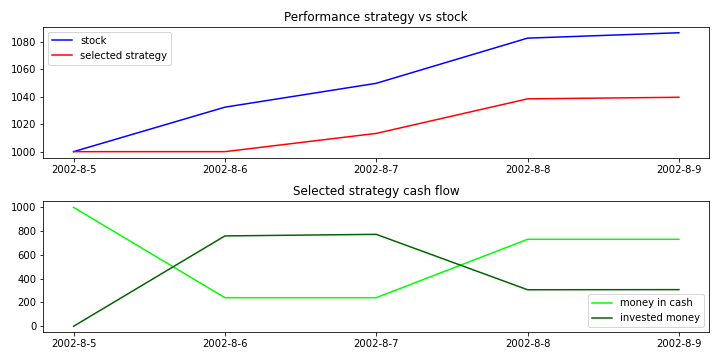 Performance strategy vs stock
1080
1060
1040
1020
1000
stock
selected strategy
2002-8-5 2002-8-6 2002-8-7 2002-8-8 2002-8-9
Selected strategy cash flow
1000
800
600
400
200
0
money in cash
invested money
2002-8-5 2002-8-6 2002-8-7 2002-8-8 2002-8-9